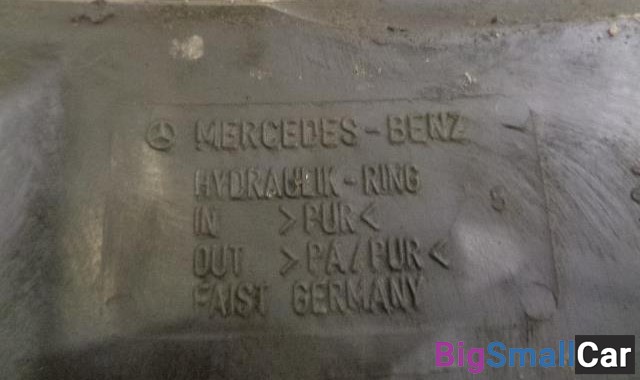 MERCEDES-BENZ
HYDRAULIK-RING
IN >PUR<
OUT >PA/PUR<
FAIST GERMANY
BigSmallCar